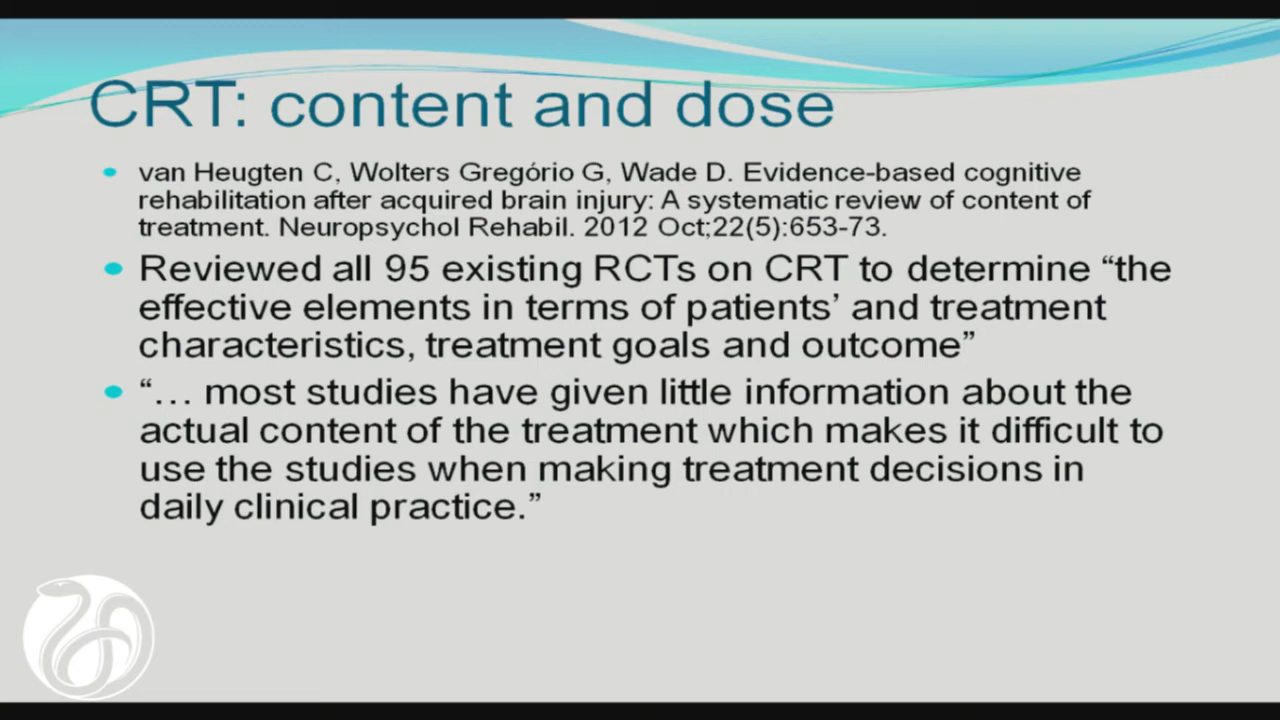 CRT: content and dose
van Heugten C, Wolters Gregório G, Wade D. Evidence-based cognitive
rehabilitation after acquired brain injury: A systematic review of content of
treatment. Neuropsychol Rehabil. 2012 Oct;22(5):653-73.
Reviewed all 95 existing RCTs on CRT to determine “the
effective elements in terms of patients’ and treatment
characteristics, treatment goals and outcome”
“… most studies have given little information about the
actual content of the treatment which makes it difficult to
use the studies when making treatment decisions in
daily clinical practice.”